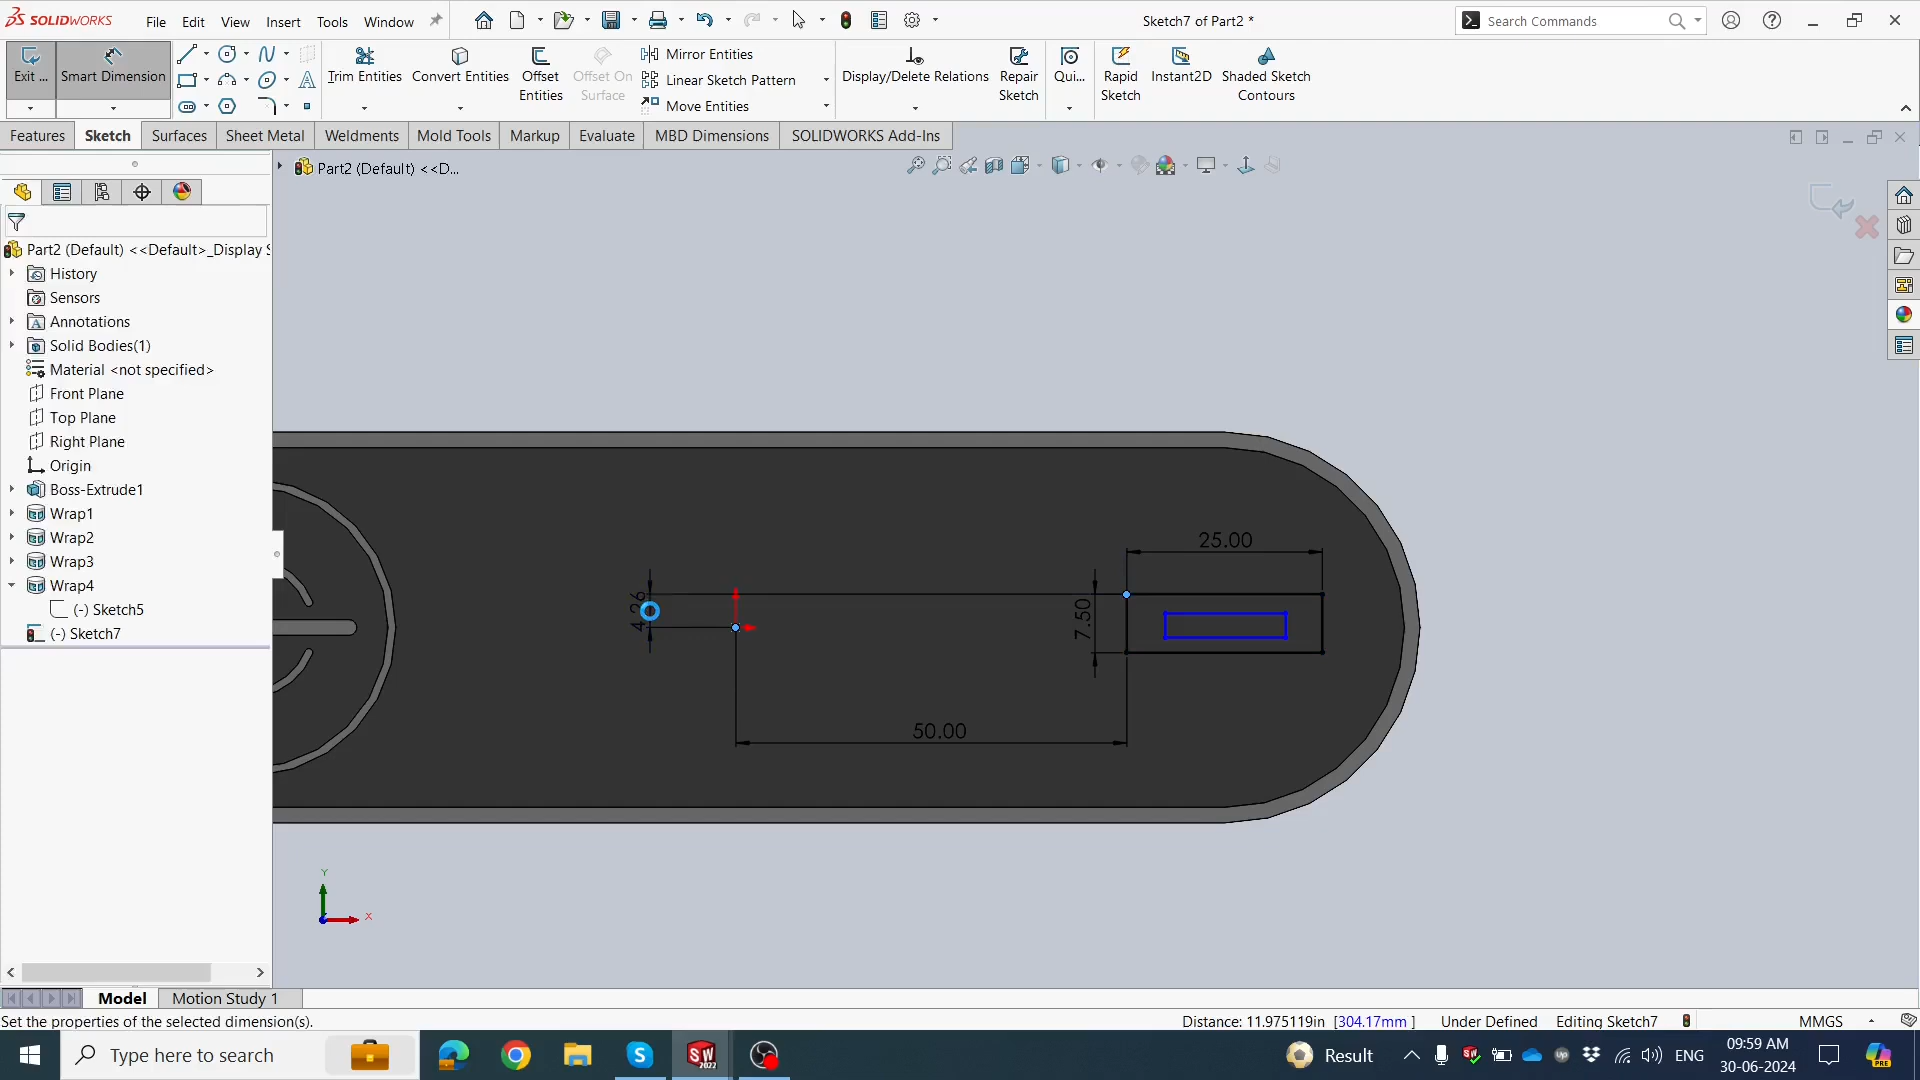 SOLIDWORKS
File Edit View Insert Tools Window
Sketch7 of Part2 *
Search Commands
Exit ...
Smart Dimension
Trim Entities
Convert Entities
Offset Entities
Offset On Surface
Mirror Entities
Linear Sketch Pattern
Move Entities
Display/Delete Relations
Repair Sketch
Qui...
Rapid Sketch
Instant2D
Shaded Sketch Contours
Features Sketch Surfaces Sheet Metal Weldments Mold Tools Markup Evaluate MBD Dimensions SOLIDWORKS Add-Ins
Part2 (Default) <<D...
Part2 (Default) <<Default>_Display S
History
Sensors
Annotations
Solid Bodies(1)
Material <not specified>
Front Plane
Top Plane
Right Plane
Origin
Boss-Extrude1
Wrap1
Wrap2
Wrap3
Wrap4
(-) Sketch5
(-) Sketch7
25.00
7.50
4.26
50.00
Y
X
Model Motion Study 1
Set the properties of the selected dimension(s).
Distance: 11.975119in [304.17mm ] Under Defined Editing Sketch7 MMGS
Type here to search
SW
2022
Result
ENG
09:59 AM
30-06-2024
PRE